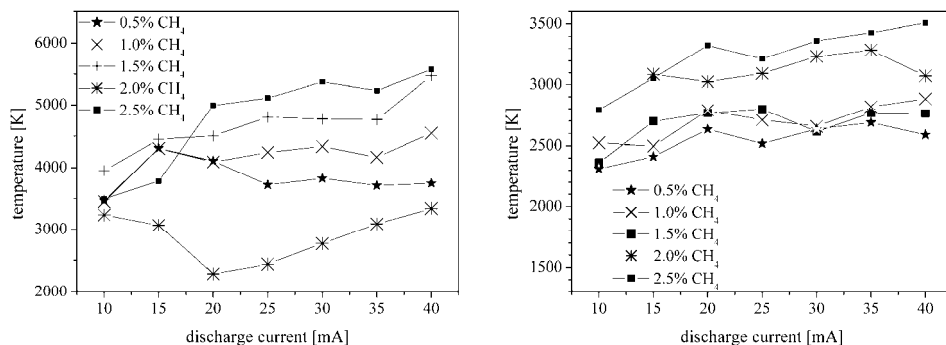 6000
5000
4000
3000
2000
temperature [K]
0.5% CH4
1.0% CH4
1.5% CH4
2.0% CH4
2.5% CH4
10 15 20 25 30 35 40
discharge current [mA]
3500
3000
2500
2000
1500
temperature [K]
0.5% CH4
1.0% CH4
1.5% CH4
2.0% CH4
2.5% CH4
10 15 20 25 30 35 40
discharge current [mA]